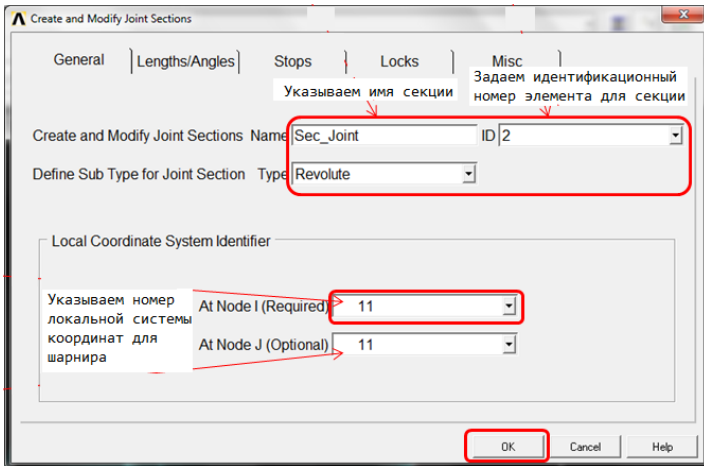 Create and Modify Joint Sections
General Lengths/Angles Stops Locks Misc
Указываем имя секции
Задаем идентификационный
номер элемента для секции
Create and Modify Joint Sections Name Sec_Joint ID 2
Define Sub Type for Joint Section Type Revolute
Local Coordinate System Identifier
Указываем номер
локальной системы
координат для
шарнира
At Node I (Required) 11
At Node J (Optional) 11
OK Cancel Help